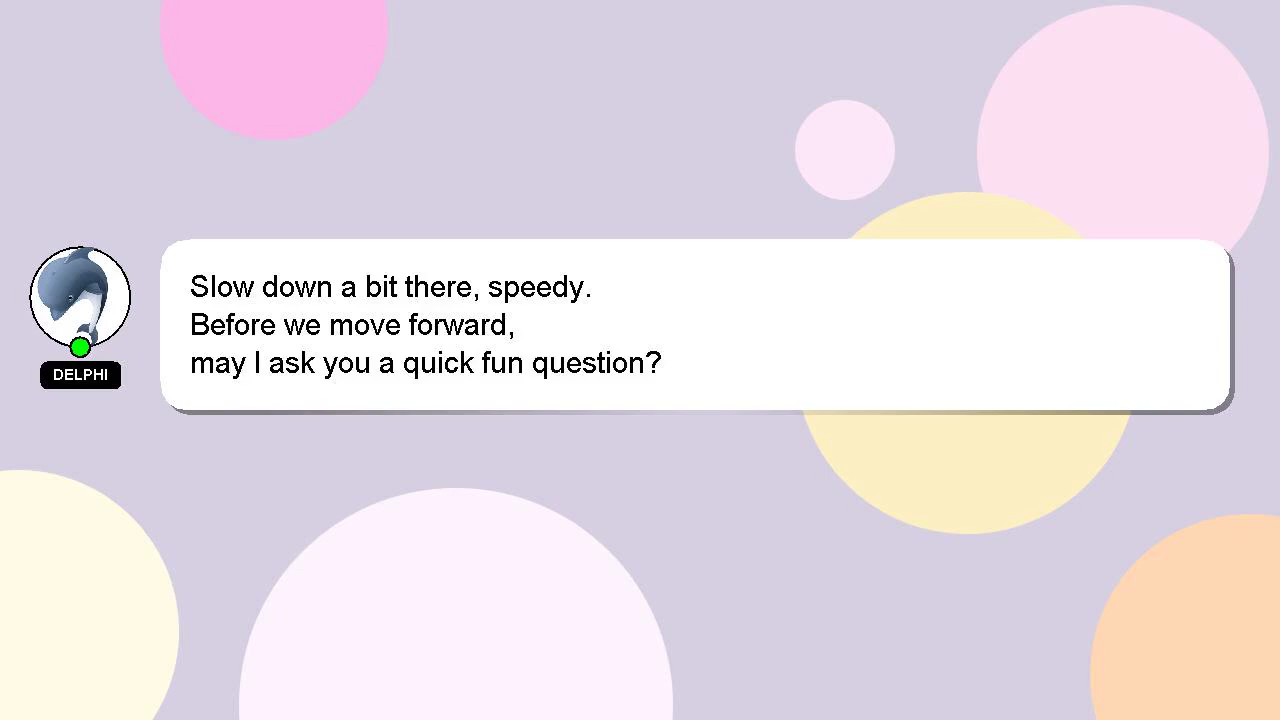 Slow down a bit there, speedy.
Before we move forward,
may I ask you a quick fun question?
DELPHI